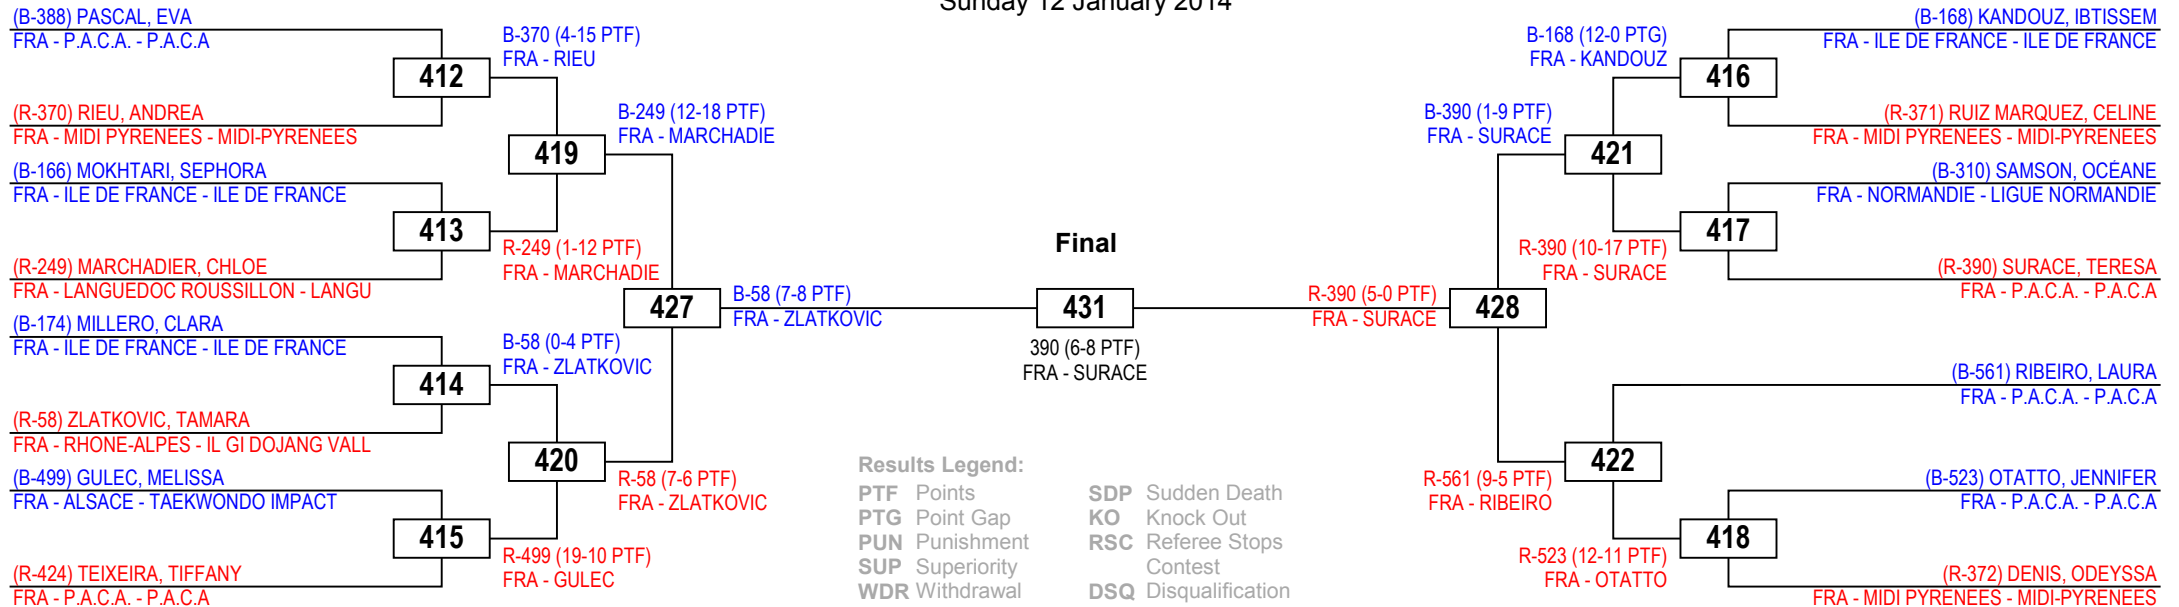 Sunday 12 January 2014
(B-388) PASCAL, EVA
FRA - P.A.C.A. - P.A.C.A
412
(R-370) RIEU, ANDREA
FRA - MIDI PYRENEES - MIDI-PYRENEES
(B-166) MOKHTARI, SEPHORA
FRA - ILE DE FRANCE - ILE DE FRANCE
413
(R-249) MARCHADIER, CHLOE
FRA - LANGUEDOC ROUSSILLON - LANGU
(B-174) MILLERO, CLARA
FRA - ILE DE FRANCE - ILE DE FRANCE
414
(R-58) ZLATKOVIC, TAMARA
FRA - RHONE-ALPES - IL GI DOJANG VALL
(B-499) GULEC, MELISSA
FRA - ALSACE - TAEKWONDO IMPACT
415
(R-424) TEIXEIRA, TIFFANY
FRA - P.A.C.A. - P.A.C.A
B-370 (4-15 PTF)
FRA - RIEU
419
R-249 (1-12 PTF)
FRA - MARCHADIE
B-58 (0-4 PTF)
FRA - ZLATKOVIC
420
R-499 (19-10 PTF)
FRA - GULEC
B-249 (12-18 PTF)
FRA - MARCHADIE
427
R-58 (7-6 PTF)
FRA - ZLATKOVIC
B-58 (7-8 PTF)
FRA - ZLATKOVIC
Final
431
390 (6-8 PTF)
FRA - SURACE
R-390 (5-0 PTF)
FRA - SURACE
B-390 (1-9 PTF)
FRA - SURACE
428
R-561 (9-5 PTF)
FRA - RIBEIRO
B-168 (12-0 PTG)
FRA - KANDOUZ
421
R-390 (10-17 PTF)
FRA - SURACE
422
R-523 (12-11 PTF)
FRA - OTATTO
(B-168) KANDOUZ, IBTISSEM
FRA - ILE DE FRANCE - ILE DE FRANCE
416
(R-371) RUIZ MARQUEZ, CELINE
FRA - MIDI PYRENEES - MIDI-PYRENEES
(B-310) SAMSON, OCÉANE
FRA - NORMANDIE - LIGUE NORMANDIE
417
(R-390) SURACE, TERESA
FRA - P.A.C.A. - P.A.C.A
(B-561) RIBEIRO, LAURA
FRA - P.A.C.A. - P.A.C.A
(B-523) OTATTO, JENNIFER
FRA - P.A.C.A. - P.A.C.A
418
(R-372) DENIS, ODEYSSA
FRA - MIDI PYRENEES - MIDI-PYRENEES
Results Legend:
PTF Points
PTG Point Gap
PUN Punishment
SUP Superiority
WDR Withdrawal
SDP Sudden Death
KO Knock Out
RSC Referee Stops
Contest
DSQ Disqualification